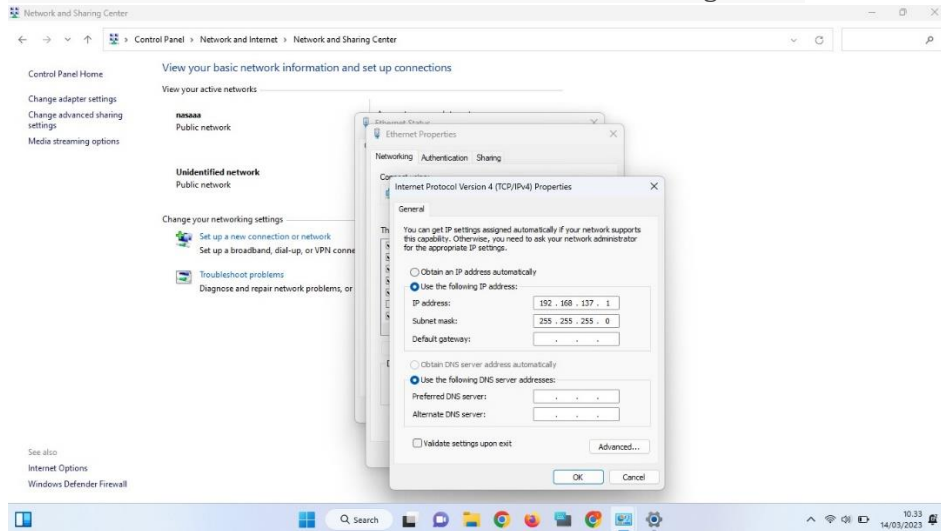 Network and Sharing Center
Control Panel > Network and Internet > Network and Sharing Center
Control Panel Home
Change adapter settings
Change advanced sharing
settings
Media streaming options
View your basic network information and set up connections
View your active networks
nasaaa
Public network
Unidentified network
Public network
Change your networking settings
Set up a new connection or network
Set up a broadband, dial-up, or VPN conne
Troubleshoot problems
Diagnose and repair network problems, or
Ethernet Status
Ethernet Properties
Networking Authentication Sharing
Internet Protocol Version 4 (TCP/IPv4) Properties
General
You can get IP settings assigned automatically if your network supports
this capability. Otherwise, you need to ask your network administrator
for the appropriate IP settings.
Obtain an IP address automatically
Use the following IP address:
IP address: 192 . 168 . 137 . 1
Subnet mask: 255 . 255 . 255 . 0
Default gateway: . . .
Obtain DNS server address automatically
Use the following DNS server addresses:
Preferred DNS server: . . .
Alternate DNS server: . . .
Validate settings upon exit
Advanced...
OK Cancel
See also
Internet Options
Windows Defender Firewall
Search
10.33
14/03/2023